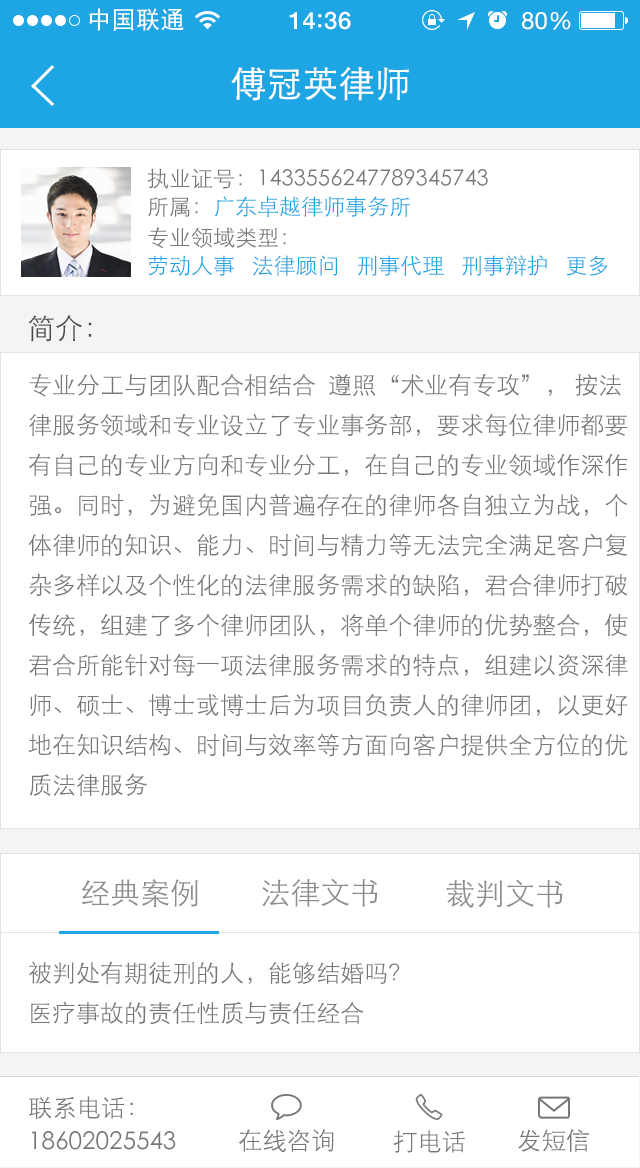 中国联通 14:36 80%
傅冠英律师
执业证号：1433556247789345743
所属：广东卓越律师事务所
专业领域类型：
劳动人事 法律顾问 刑事代理 刑事辩护 更多
简介：
专业分工与团队配合相结合 遵照“术业有专攻”， 按法
律服务领域和专业设立了专业事务部，要求每位律师都要
有自己的专业方向和专业分工，在自己的专业领域作深作
强。同时，为避免国内普遍存在的律师各自独立为战，个
体律师的知识、能力、时间与精力等无法完全满足客户复
杂多样以及个性化的法律服务需求的缺陷，君合律师打破
传统，组建了多个律师团队，将单个律师的优势整合，使
君合所能针对每一项法律服务需求的特点，组建以资深律
师、硕士、博士或博士后为项目负责人的律师团，以更好
地在知识结构、时间与效率等方面向客户提供全方位的优
质法律服务
经典案例 法律文书 裁判文书
被判处有期徒刑的人，能够结婚吗？
医疗事故的责任性质与责任经合
联系电话：
18602025543 在线咨询 打电话 发短信